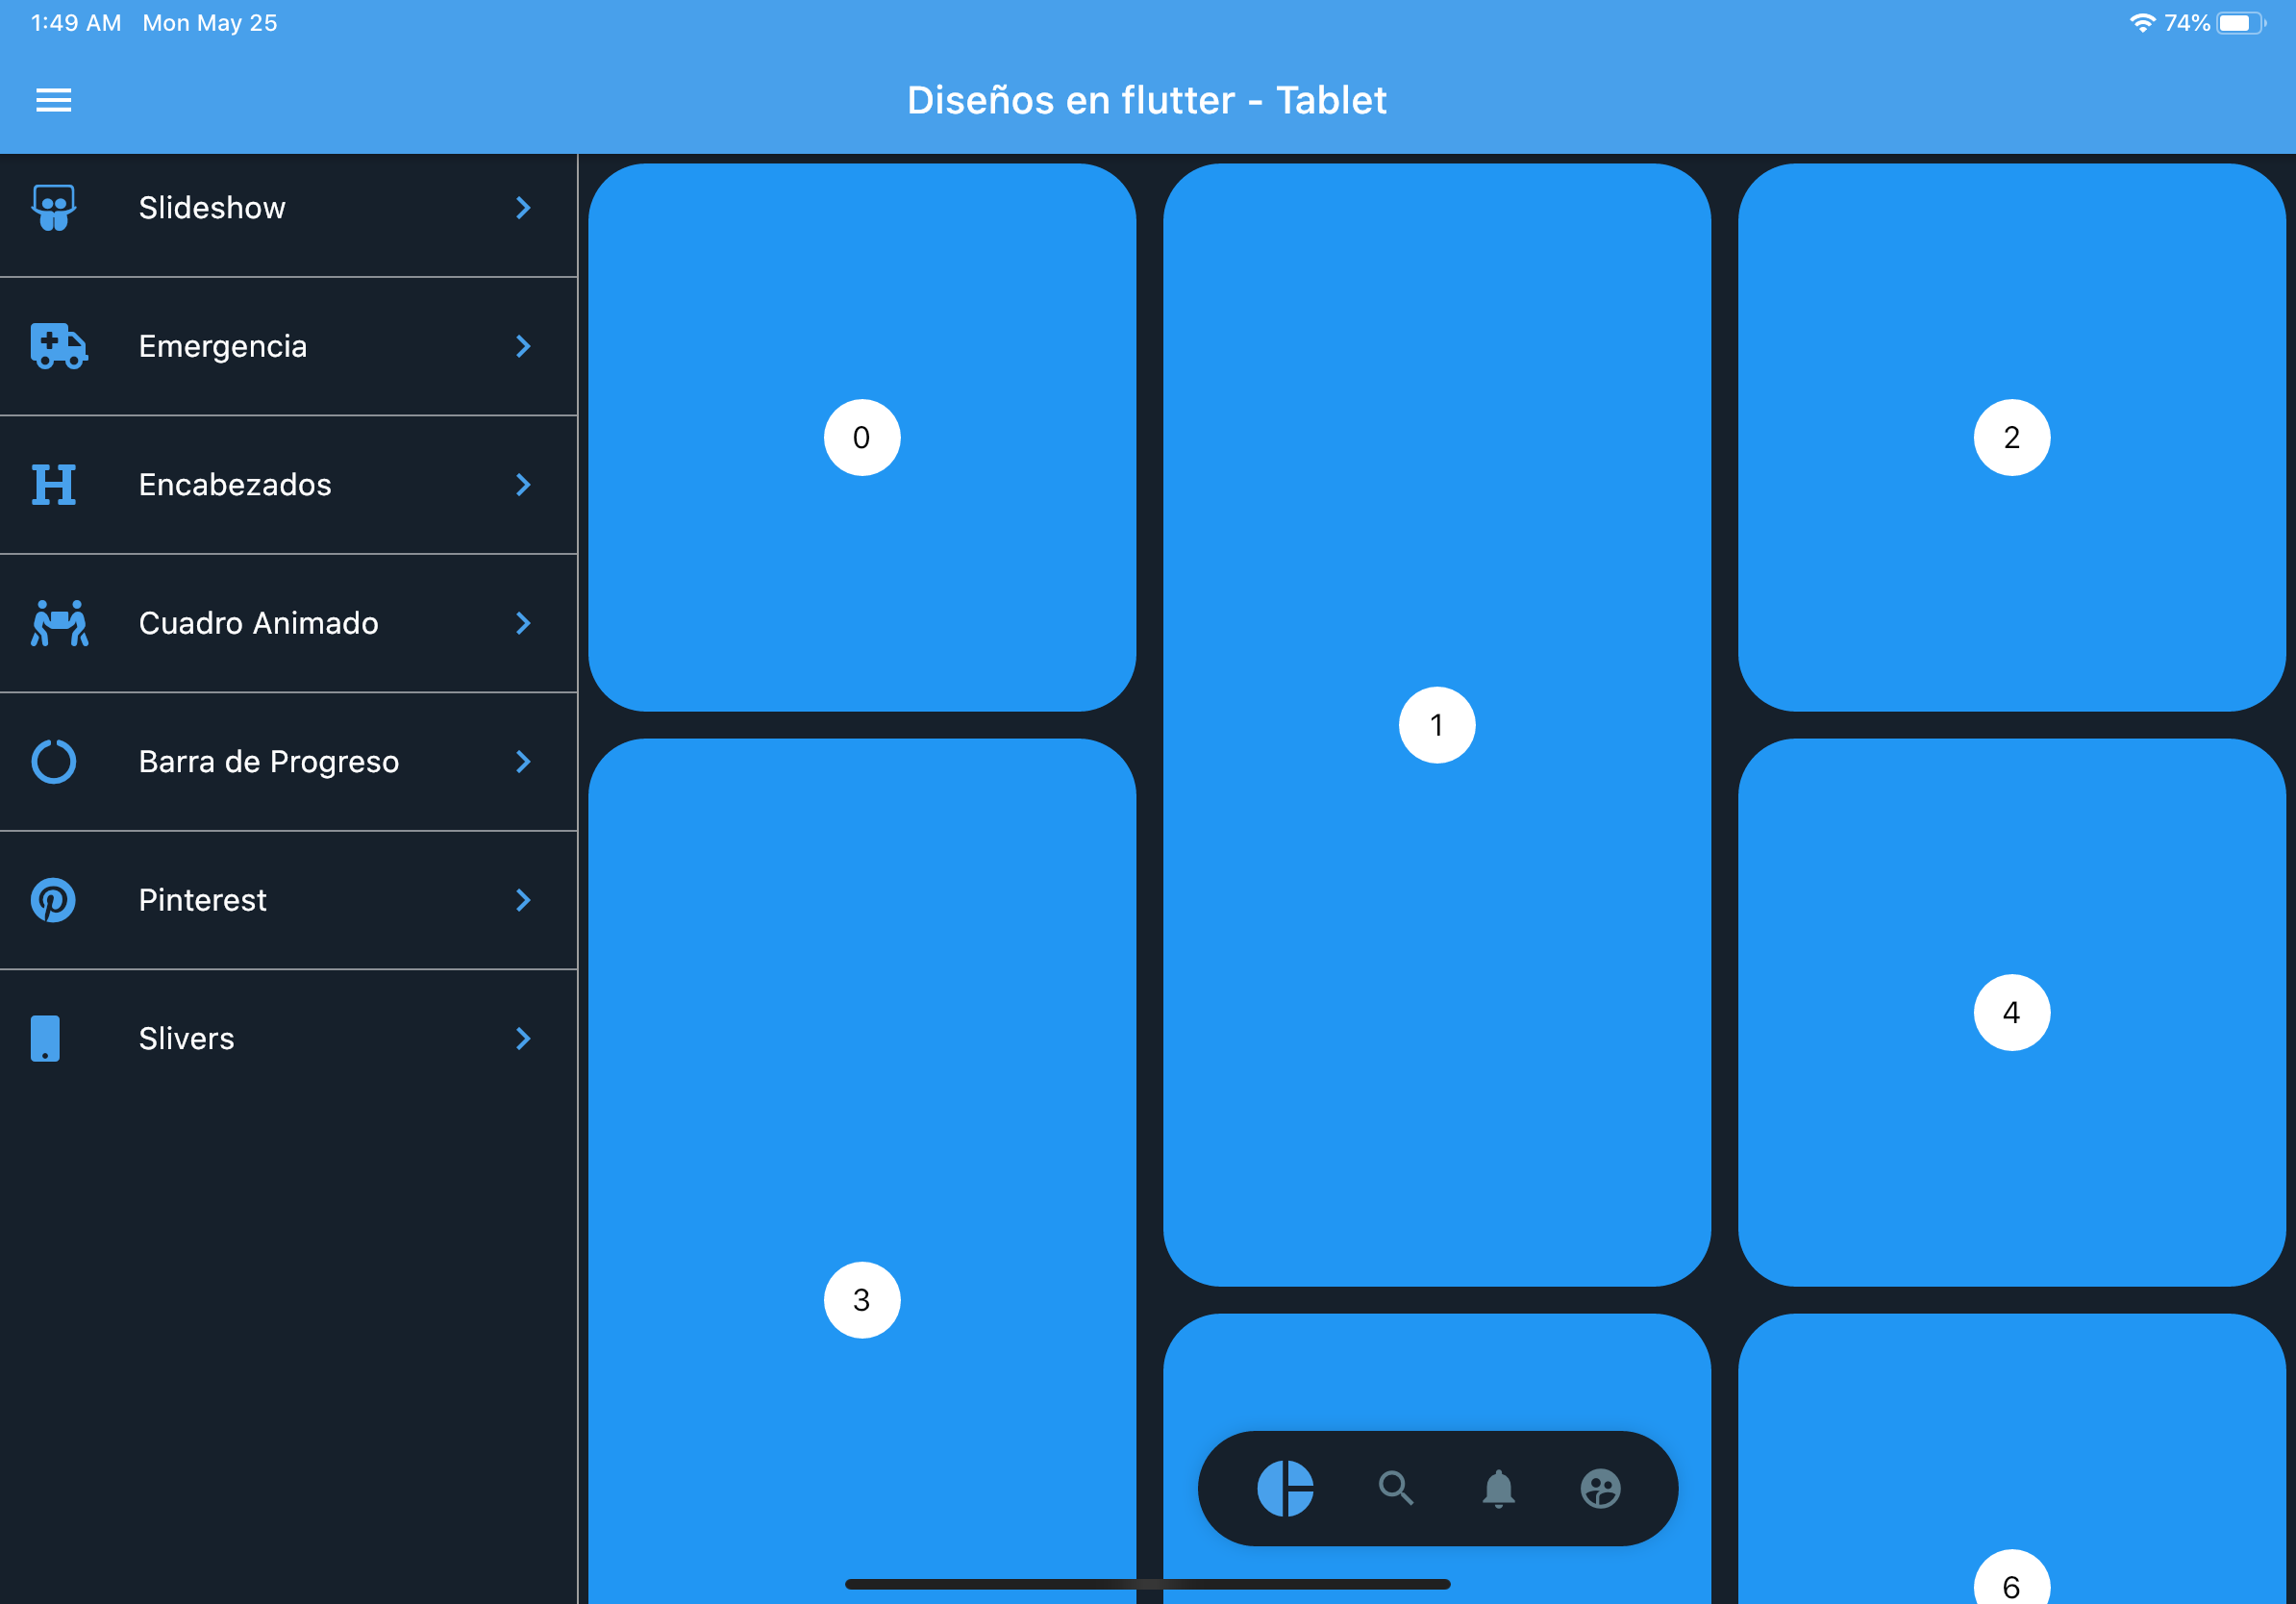 1:49 AM Mon May 25
74%
Diseños en flutter - Tablet
Slideshow
Emergencia
Encabezados
Cuadro Animado
Barra de Progreso
Pinterest
Slivers
0
1
2
3
4
6